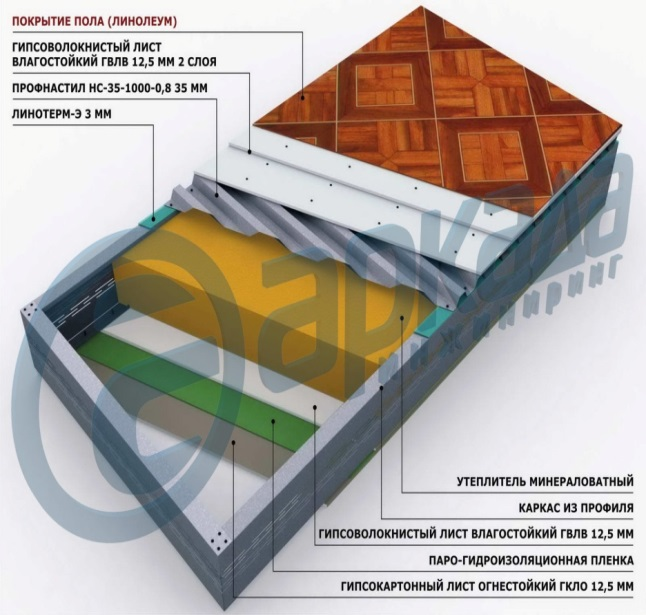 ПОКРЫТИЕ ПОЛА (ЛИНОЛЕУМ)
ГИПСОВОЛОКНИСТЫЙ ЛИСТ
ВЛАГОСТОЙКИЙ ГВЛВ 12,5 ММ 2 СЛОЯ
ПРОФНАСТИЛ НС-35-1000-0,8 35 ММ
ЛИНОТЕРМ-Э 3 ММ
аркада
инжиниринг
УТЕПЛИТЕЛЬ МИНЕРАЛОВАТНЫЙ
КАРКАС ИЗ ПРОФИЛЯ
ГИПСОВОЛОКНИСТЫЙ ЛИСТ ВЛАГОСТОЙКИЙ ГВЛВ 12,5 ММ
ПАРО-ГИДРОИЗОЛЯЦИОННАЯ ПЛЕНКА
ГИПСОКАРТОННЫЙ ЛИСТ ОГНЕСТОЙКИЙ ГКЛО 12,5 ММ